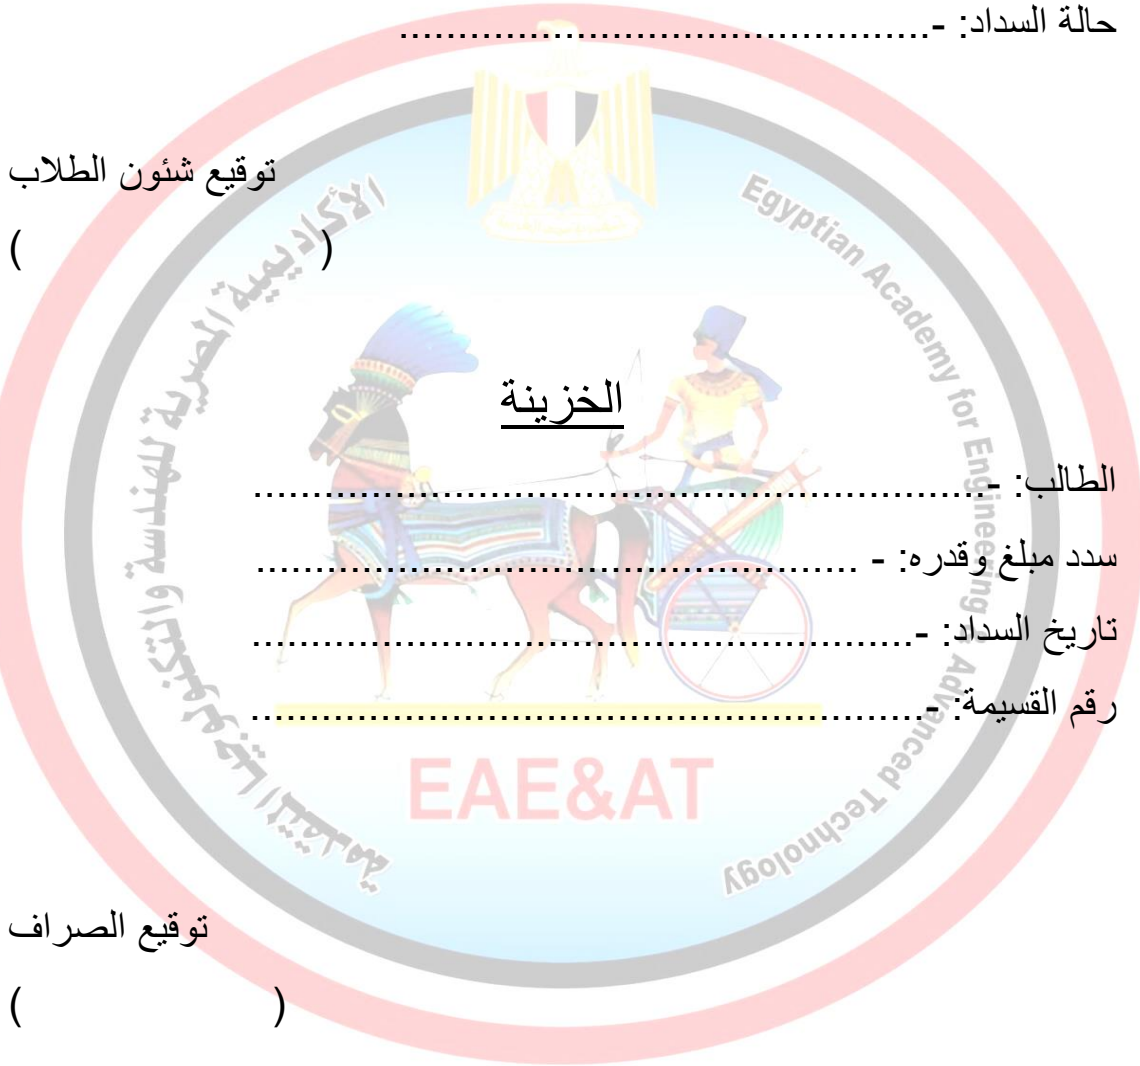 حالة السداد: -.............................................
توقيع شئون الطلاب
(                         )
الخزينة
الطالب: -..............................................................
سدد مبلغ وقدره: - ...................................................
تاريخ السداد: -........................................................
رقم القسيمة: -.........................................................
توقيع الصراف
(                     )
الأكاديمية المصرية للهندسة والتكنولوجيا المتقدمة
Egyptian Academy for Engineering & Advanced Technology
EAE&AT